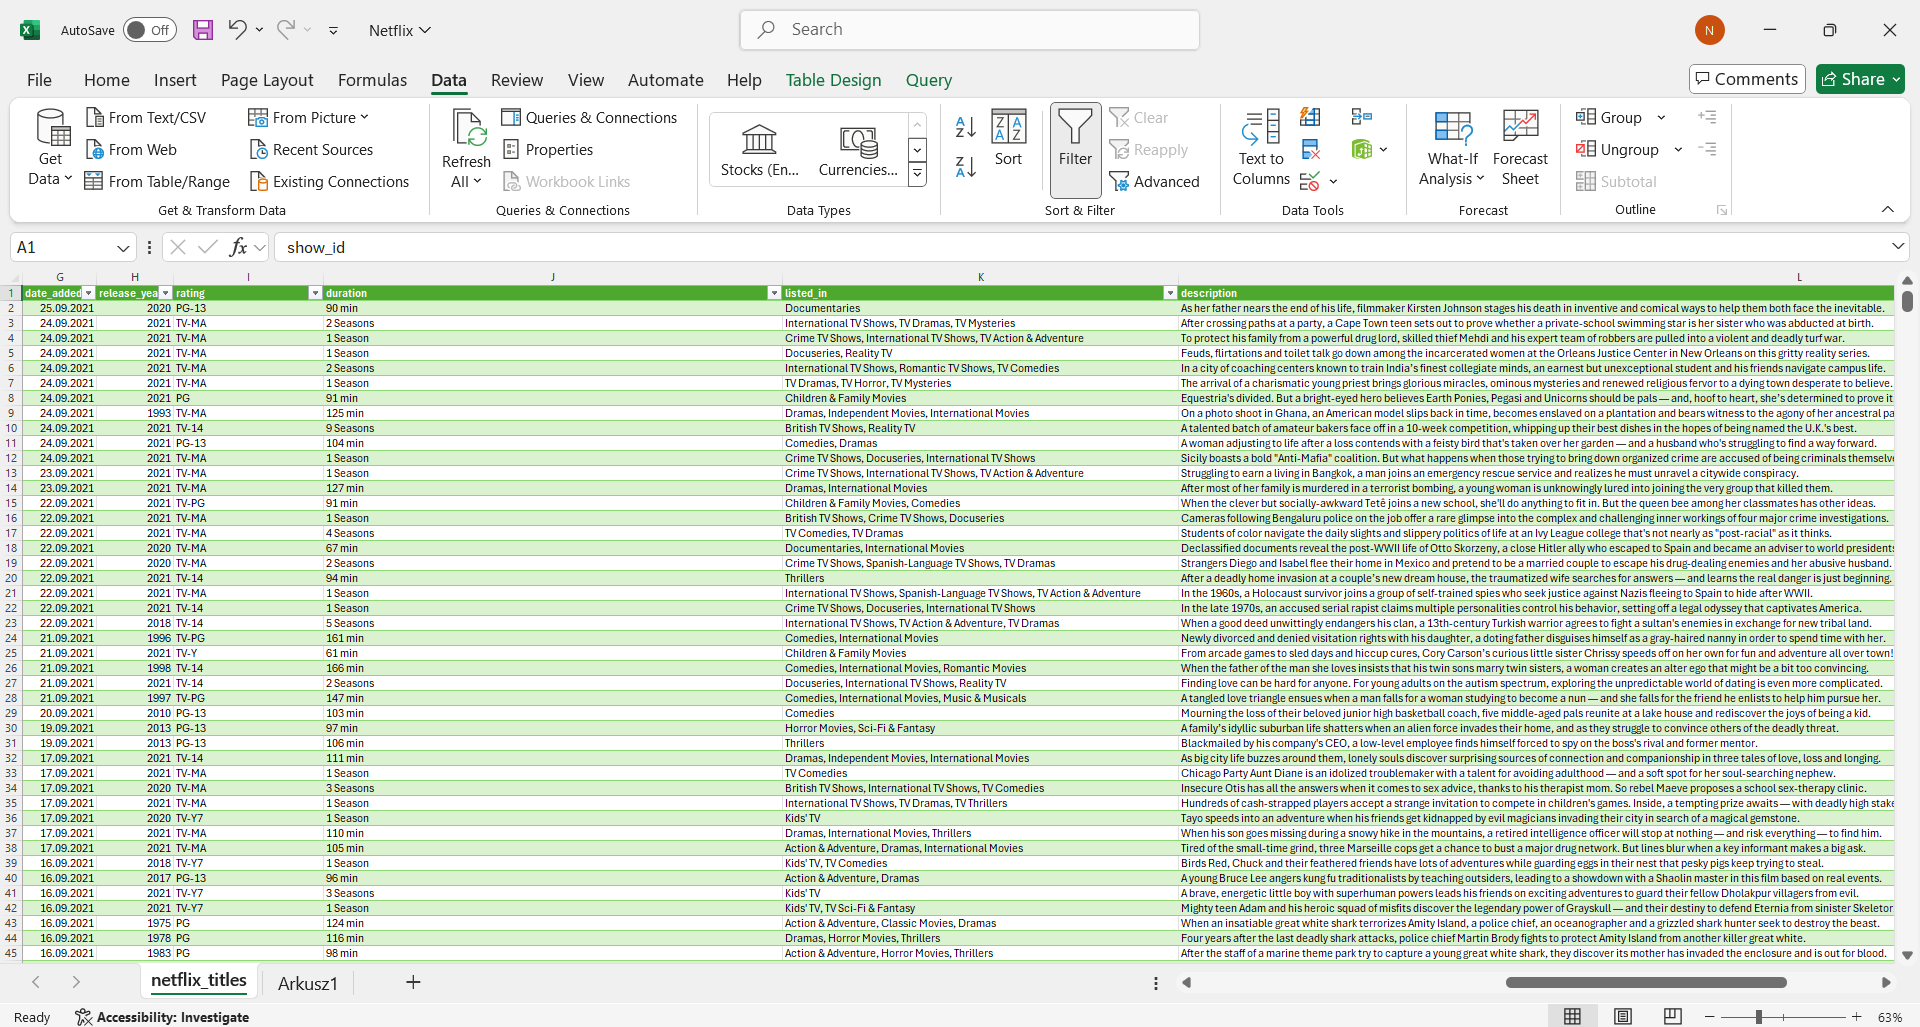 AutoSave Off Netflix Search N
File Home Insert Page Layout Formulas Data Review View Automate Help Table Design Query Comments Share
Get Data
From Text/CSV
From Web
From Table/Range
From Picture
Recent Sources
Existing Connections
Get & Transform Data
Refresh All
Queries & Connections
Properties
Workbook Links
Queries & Connections
Stocks (En...
Currencies...
Data Types
Sort
Filter
Clear
Reapply
Advanced
Sort & Filter
Text to Columns
Data Tools
What-If Analysis
Forecast Sheet
Forecast
Group
Ungroup
Subtotal
Outline
A1 fx show_id
G H I J K L
1 date_added release_yea rating duration listed_in description
2 25.09.2021 2020 PG-13 90 min Documentaries As her father nears the end of his life, filmmaker Kirsten Johnson stages his death in inventive and comical ways to help them both face the inevitable.
3 24.09.2021 2021 TV-MA 2 Seasons International TV Shows, TV Dramas, TV Mysteries After crossing paths at a party, a Cape Town teen sets out to prove whether a private-school swimming star is her sister who was abducted at birth.
4 24.09.2021 2021 TV-MA 1 Season Crime TV Shows, International TV Shows, TV Action & Adventure To protect his family from a powerful drug lord, skilled thief Mehdi and his expert team of robbers are pulled into a violent and deadly turf war.
5 24.09.2021 2021 TV-MA 1 Season Docuseries, Reality TV Feuds, flirtations and toilet talk go down among the incarcerated women at the Orleans Justice Center in New Orleans on this gritty reality series.
6 24.09.2021 2021 TV-MA 2 Seasons International TV Shows, Romantic TV Shows, TV Comedies In a city of coaching centers known to train India's finest collegiate minds, an earnest but unexceptional student and his friends navigate campus life.
7 24.09.2021 2021 TV-MA 1 Season TV Dramas, TV Horror, TV Mysteries The arrival of a charismatic young priest brings glorious miracles, ominous mysteries and renewed religious fervor to a dying town desperate to believe.
8 24.09.2021 2021 PG 91 min Children & Family Movies Equestria's divided. But a bright-eyed hero believes Earth Ponies, Pegasi and Unicorns should be pals — and, hoof to heart, she's determined to prove it
9 24.09.2021 1993 TV-MA 125 min Dramas, Independent Movies, International Movies On a photo shoot in Ghana, an American model slips back in time, becomes enslaved on a plantation and bears witness to the agony of her ancestral pa
10 24.09.2021 2021 TV-14 9 Seasons British TV Shows, Reality TV A talented batch of amateur bakers face off in a 10-week competition, whipping up their best dishes in the hopes of being named the U.K.'s best.
11 24.09.2021 2021 PG-13 104 min Comedies, Dramas A woman adjusting to life after a loss contends with a feisty bird that's taken over her garden — and a husband who's struggling to find a way forward.
12 24.09.2021 2021 TV-MA 1 Season Crime TV Shows, Docuseries, International TV Shows Sicily boasts a bold "Anti-Mafia" coalition. But what happens when those trying to bring down organized crime are accused of being criminals themselve
13 23.09.2021 2021 TV-MA 1 Season Crime TV Shows, International TV Shows, TV Action & Adventure Struggling to earn a living in Bangkok, a man joins an emergency rescue service and realizes he must unravel a citywide conspiracy.
14 23.09.2021 2021 TV-MA 127 min Dramas, International Movies After most of her family is murdered in a terrorist bombing, a young woman is unknowingly lured into joining the very group that killed them.
15 22.09.2021 2021 TV-PG 91 min Children & Family Movies, Comedies When the clever but socially-awkward Tetê joins a new school, she'll do anything to fit in. But the queen bee among her classmates has other ideas.
16 22.09.2021 2021 TV-MA 1 Season British TV Shows, Crime TV Shows, Docuseries Cameras following Bengaluru police on the job offer a rare glimpse into the complex and challenging inner workings of four major crime investigations.
17 22.09.2021 2021 TV-MA 4 Seasons TV Comedies, TV Dramas Students of color navigate the daily slights and slippery politics of life at an Ivy League college that's not nearly as "post-racial" as it thinks.
18 22.09.2021 2020 TV-MA 67 min Documentaries, International Movies Declassified documents reveal the post-WWII life of Otto Skorzeny, a close Hitler ally who escaped to Spain and became an adviser to world presidents
19 22.09.2021 2020 TV-MA 2 Seasons Crime TV Shows, Spanish-Language TV Shows, TV Dramas Strangers Diego and Isabel flee their home in Mexico and pretend to be a married couple to escape his drug-dealing enemies and her abusive husband.
20 22.09.2021 2021 TV-14 94 min Thrillers After a deadly home invasion at a couple's new dream house, the traumatized wife searches for answers — and learns the real danger is just beginning.
21 22.09.2021 2021 TV-MA 1 Season International TV Shows, Spanish-Language TV Shows, TV Action & Adventure In the 1960s, a Holocaust survivor joins a group of self-trained spies who seek justice against Nazis fleeing to Spain to hide after WWII.
22 22.09.2021 2021 TV-14 1 Season Crime TV Shows, Docuseries, International TV Shows In the late 1970s, an accused serial rapist claims multiple personalities control his behavior, setting off a legal odyssey that captivates America.
23 22.09.2021 2018 TV-14 5 Seasons International TV Shows, TV Action & Adventure, TV Dramas When a good deed unwittingly endangers his clan, a 13th-century Turkish warrior agrees to fight a sultan's enemies in exchange for new tribal land.
24 21.09.2021 1996 TV-PG 161 min Comedies, International Movies Newly divorced and denied visitation rights with his daughter, a doting father disguises himself as a gray-haired nanny in order to spend time with her.
25 21.09.2021 2021 TV-Y 61 min Children & Family Movies From arcade games to sled days and hiccup cures, Cory Carson's curious little sister Chrissy speeds off on her own for fun and adventure all over town!
26 21.09.2021 1998 TV-14 166 min Comedies, International Movies, Romantic Movies When the father of the man she loves insists that his twin sons marry twin sisters, a woman creates an alter ego that might be a bit too convincing.
27 21.09.2021 2021 TV-14 2 Seasons Docuseries, International TV Shows, Reality TV Finding love can be hard for anyone. For young adults on the autism spectrum, exploring the unpredictable world of dating is even more complicated.
28 21.09.2021 1997 TV-PG 147 min Comedies, International Movies, Music & Musicals A tangled love triangle ensues when a man falls for a woman studying to become a nun — and she falls for the friend he enlists to help him pursue her.
29 20.09.2021 2010 PG-13 103 min Comedies Mourning the loss of their beloved junior high basketball coach, five middle-aged pals reunite at a lake house and rediscover the joys of being a kid.
30 19.09.2021 2013 PG-13 97 min Horror Movies, Sci-Fi & Fantasy A family's idyllic suburban life shatters when an alien force invades their home, and as they struggle to convince others of the deadly threat.
31 19.09.2021 2013 PG-13 106 min Thrillers Blackmailed by his company's CEO, a low-level employee finds himself forced to spy on the boss's rival and former mentor.
32 17.09.2021 2021 TV-14 111 min Dramas, Independent Movies, International Movies As big city life buzzes around them, lonely souls discover surprising sources of connection and companionship in three tales of love, loss and longing.
33 17.09.2021 2021 TV-MA 1 Season TV Comedies Chicago Party Aunt Diane is an idolized troublemaker with a talent for avoiding adulthood — and a soft spot for her soul-searching nephew.
34 17.09.2021 2020 TV-MA 3 Seasons British TV Shows, International TV Shows, TV Comedies Insecure Otis has all the answers when it comes to sex advice, thanks to his therapist mom. So rebel Maeve proposes a school sex-therapy clinic.
35 17.09.2021 2021 TV-MA 1 Season International TV Shows, TV Dramas, TV Thrillers Hundreds of cash-strapped players accept a strange invitation to compete in children's games. Inside, a tempting prize awaits — with deadly high stake
36 17.09.2021 2020 TV-Y7 1 Season Kids' TV Tayo speeds into an adventure when his friends get kidnapped by evil magicians invading their city in search of a magical gemstone.
37 17.09.2021 2021 TV-MA 110 min Dramas, International Movies, Thrillers When his son goes missing during a snowy hike in the mountains, a retired intelligence officer will stop at nothing — and risk everything — to find him.
38 17.09.2021 2021 TV-MA 105 min Action & Adventure, Dramas, International Movies Tired of the small-time grind, three Marseille cops get a chance to bust a major drug network. But lines blur when a key informant makes a big ask.
39 16.09.2021 2018 TV-Y7 1 Season Kids' TV, TV Comedies Birds Red, Chuck and their feathered friends have lots of adventures while guarding eggs in their nest that pesky pigs keep trying to steal.
40 16.09.2021 2017 PG-13 96 min Action & Adventure, Dramas A young Bruce Lee angers kung fu traditionalists by teaching outsiders, leading to a showdown with a Shaolin master in this film based on real events.
41 16.09.2021 2021 TV-Y7 3 Seasons Kids' TV A brave, energetic little boy with superhuman powers leads his friends on exciting adventures to guard their fellow Dholakpur villagers from evil.
42 16.09.2021 2021 TV-Y7 1 Season Kids' TV, TV Sci-Fi & Fantasy Mighty teen Adam and his heroic squad of misfits discover the legendary power of Grayskull — and their destiny to defend Eternia from sinister Skeletor
43 16.09.2021 1975 PG 124 min Action & Adventure, Classic Movies, Dramas When an insatiable great white shark terrorizes Amity Island, a police chief, an oceanographer and a grizzled shark hunter seek to destroy the beast.
44 16.09.2021 1978 PG 116 min Dramas, Horror Movies, Thrillers Four years after the last deadly shark attacks, police chief Martin Brody fights to protect Amity Island from another killer great white.
45 16.09.2021 1983 PG 98 min Action & Adventure, Horror Movies, Thrillers After the staff of a marine theme park try to capture a young great white shark, they discover its mother has invaded the enclosure and is out for blood.
netflix_titles Arkusz1
Ready Accessibility: Investigate 63%